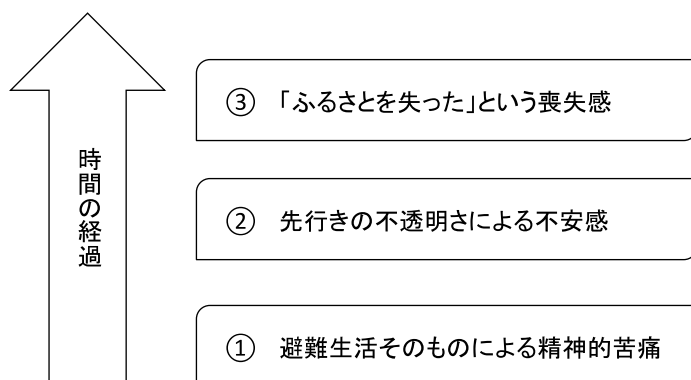 ③ 「ふるさとを失った」という喪失感
② 先行きの不透明さによる不安感
① 避難生活そのものによる精神的苦痛
時間の経過